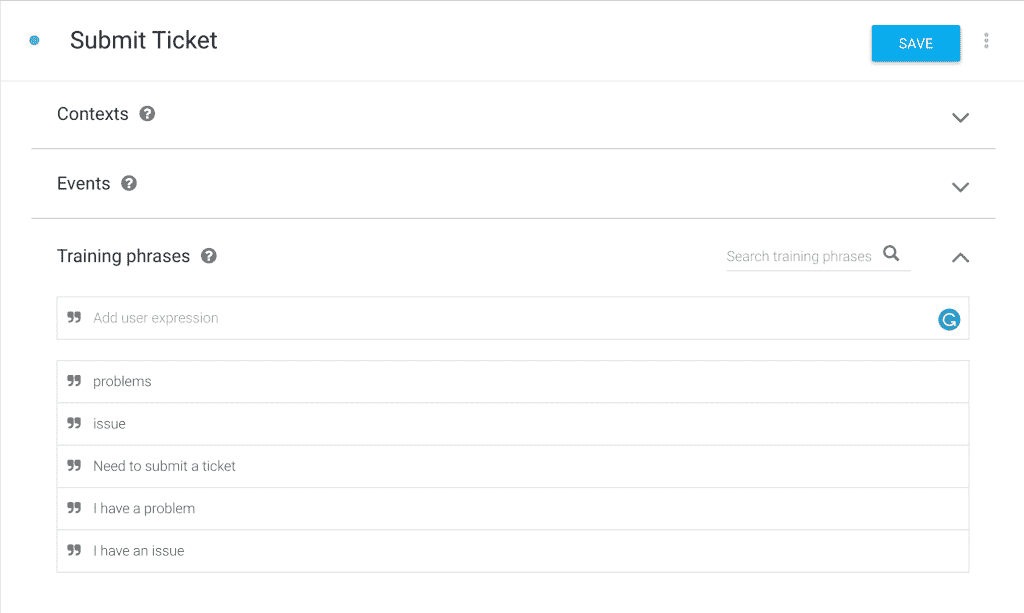 Submit Ticket
SAVE
Contexts ?
Events ?
Training phrases ?
Search training phrases
Add user expression
problems
issue
Need to submit a ticket
I have a problem
I have an issue